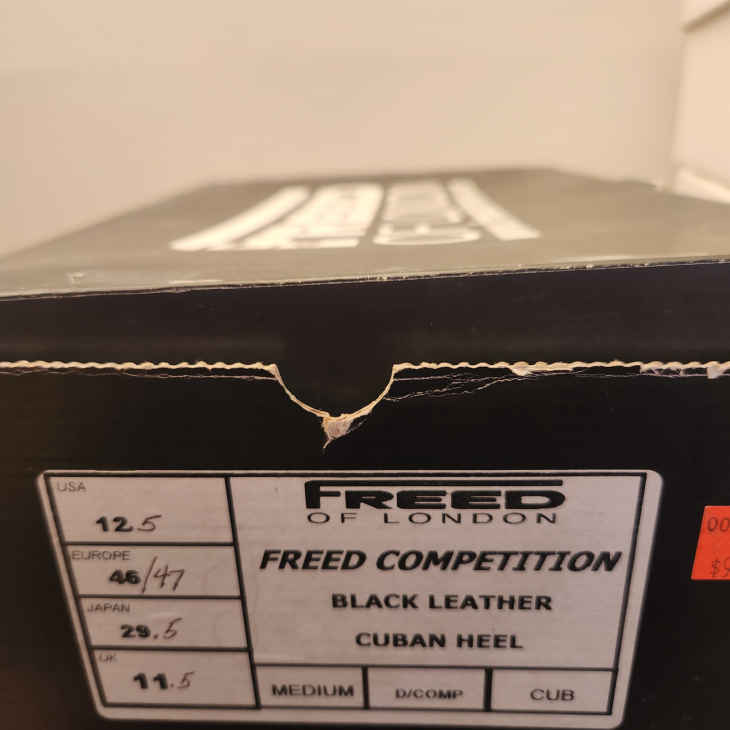 USA
12.5
EUROPE
46/47
JAPAN
29.5
UK
11.5
FREED
OF LONDON
FREED COMPETITION
BLACK LEATHER
CUBAN HEEL
MEDIUM
D/COMP
CUB
00